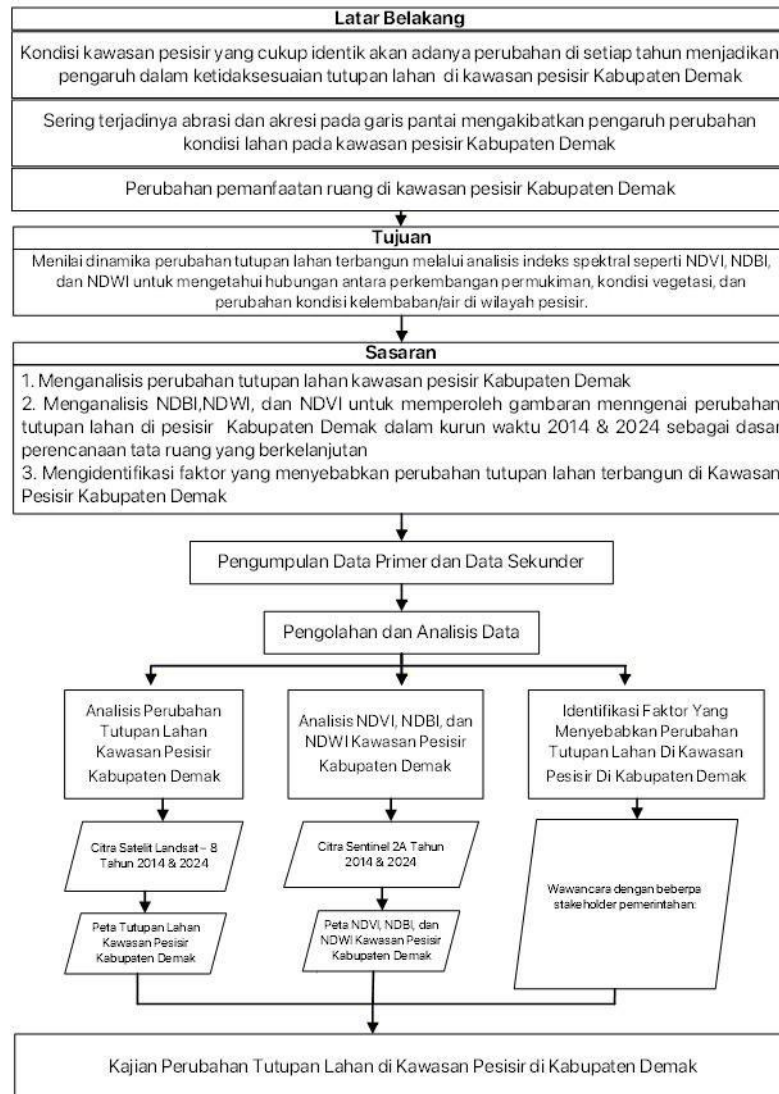 Latar Belakang
Kondisi kawasan pesisir yang cukup identik akan adanya perubahan di setiap tahun menjadikan
pengaruh dalam ketidaksesuaian tutupan lahan di kawasan pesisir Kabupaten Demak
Sering terjadinya abrasi dan akresi pada garis pantai mengakibatkan pengaruh perubahan
kondisi lahan pada kawasan pesisir Kabupaten Demak
Perubahan pemanfaatan ruang di kawasan pesisir Kabupaten Demak
Tujuan
Menilai dinamika perubahan tutupan lahan terbangun melalui analisis indeks spektral seperti NDVI, NDBI,
dan NDWI untuk mengetahui hubungan antara perkembangan permukiman, kondisi vegetasi, dan
perubahan kondisi kelembaban/air di wilayah pesisir.
Sasaran
1. Menganalisis perubahan tutupan lahan kawasan pesisir Kabupaten Demak
2. Menganalisis NDBI,NDWI, dan NDVI untuk memperoleh gambaran menngenai perubahan
tutupan lahan di pesisir Kabupaten Demak dalam kurun waktu 2014 & 2024 sebagai dasar
perencanaan tata ruang yang berkelanjutan
3. Mengidentifikasi faktor yang menyebabkan perubahan tutupan lahan terbangun di Kawasan
Pesisir Kabupaten Demak
Pengumpulan Data Primer dan Data Sekunder
Pengolahan dan Analisis Data
Analisis Perubahan
Tutupan Lahan
Kawasan Pesisir
Kabupaten Demak
Analisis NDVI, NDBI, dan
NDWI Kawasan Pesisir
Kabupaten Demak
Identifikasi Faktor Yang
Menyebabkan Perubahan
Tutupan Lahan Di Kawasan
Pesisir Di Kabupaten Demak
Citra Satelit Landsat – 8
Tahun 2014 & 2024
Citra Sentinel 2A Tahun
2014 & 2024
Wawancara dengan beberpa
stakeholder pemerintahan:
Peta Tutupan Lahan
Kawasan Pesisir
Kabupaten Demak
Peta NDVI, NDBI, dan
NDWI Kawasan Pesisir
Kabupaten Demak
Kajian Perubahan Tutupan Lahan di Kawasan Pesisir di Kabupaten Demak